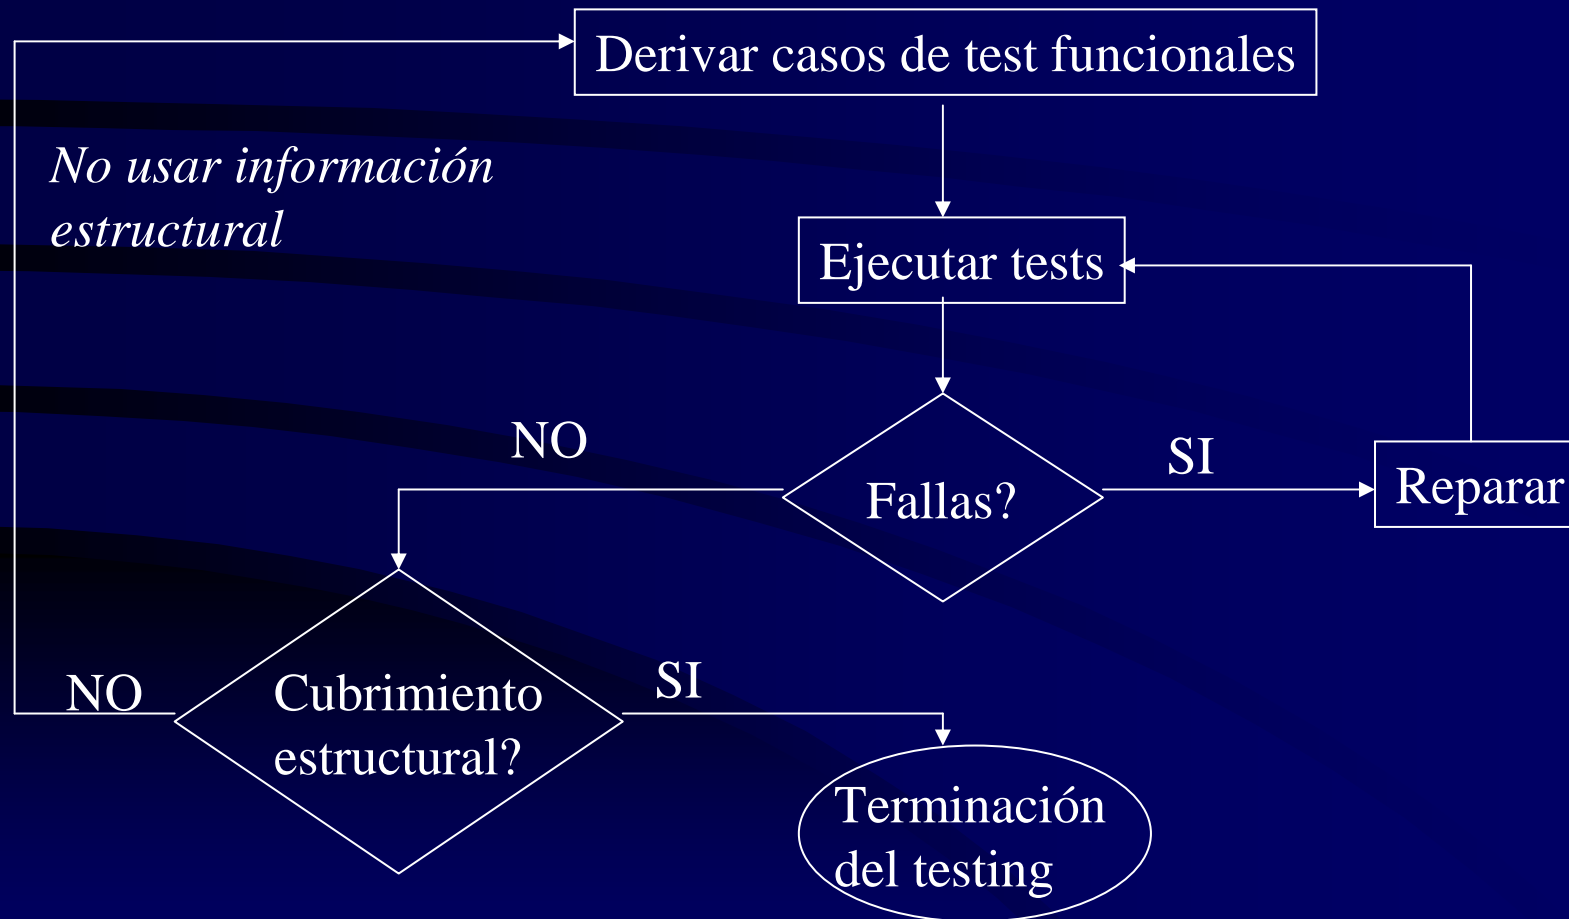 Derivar casos de test funcionales
No usar información
estructural
Ejecutar tests
NO
SI
Fallas?
Reparar
NO
Cubrimiento
estructural?
SI
Terminación
del testing